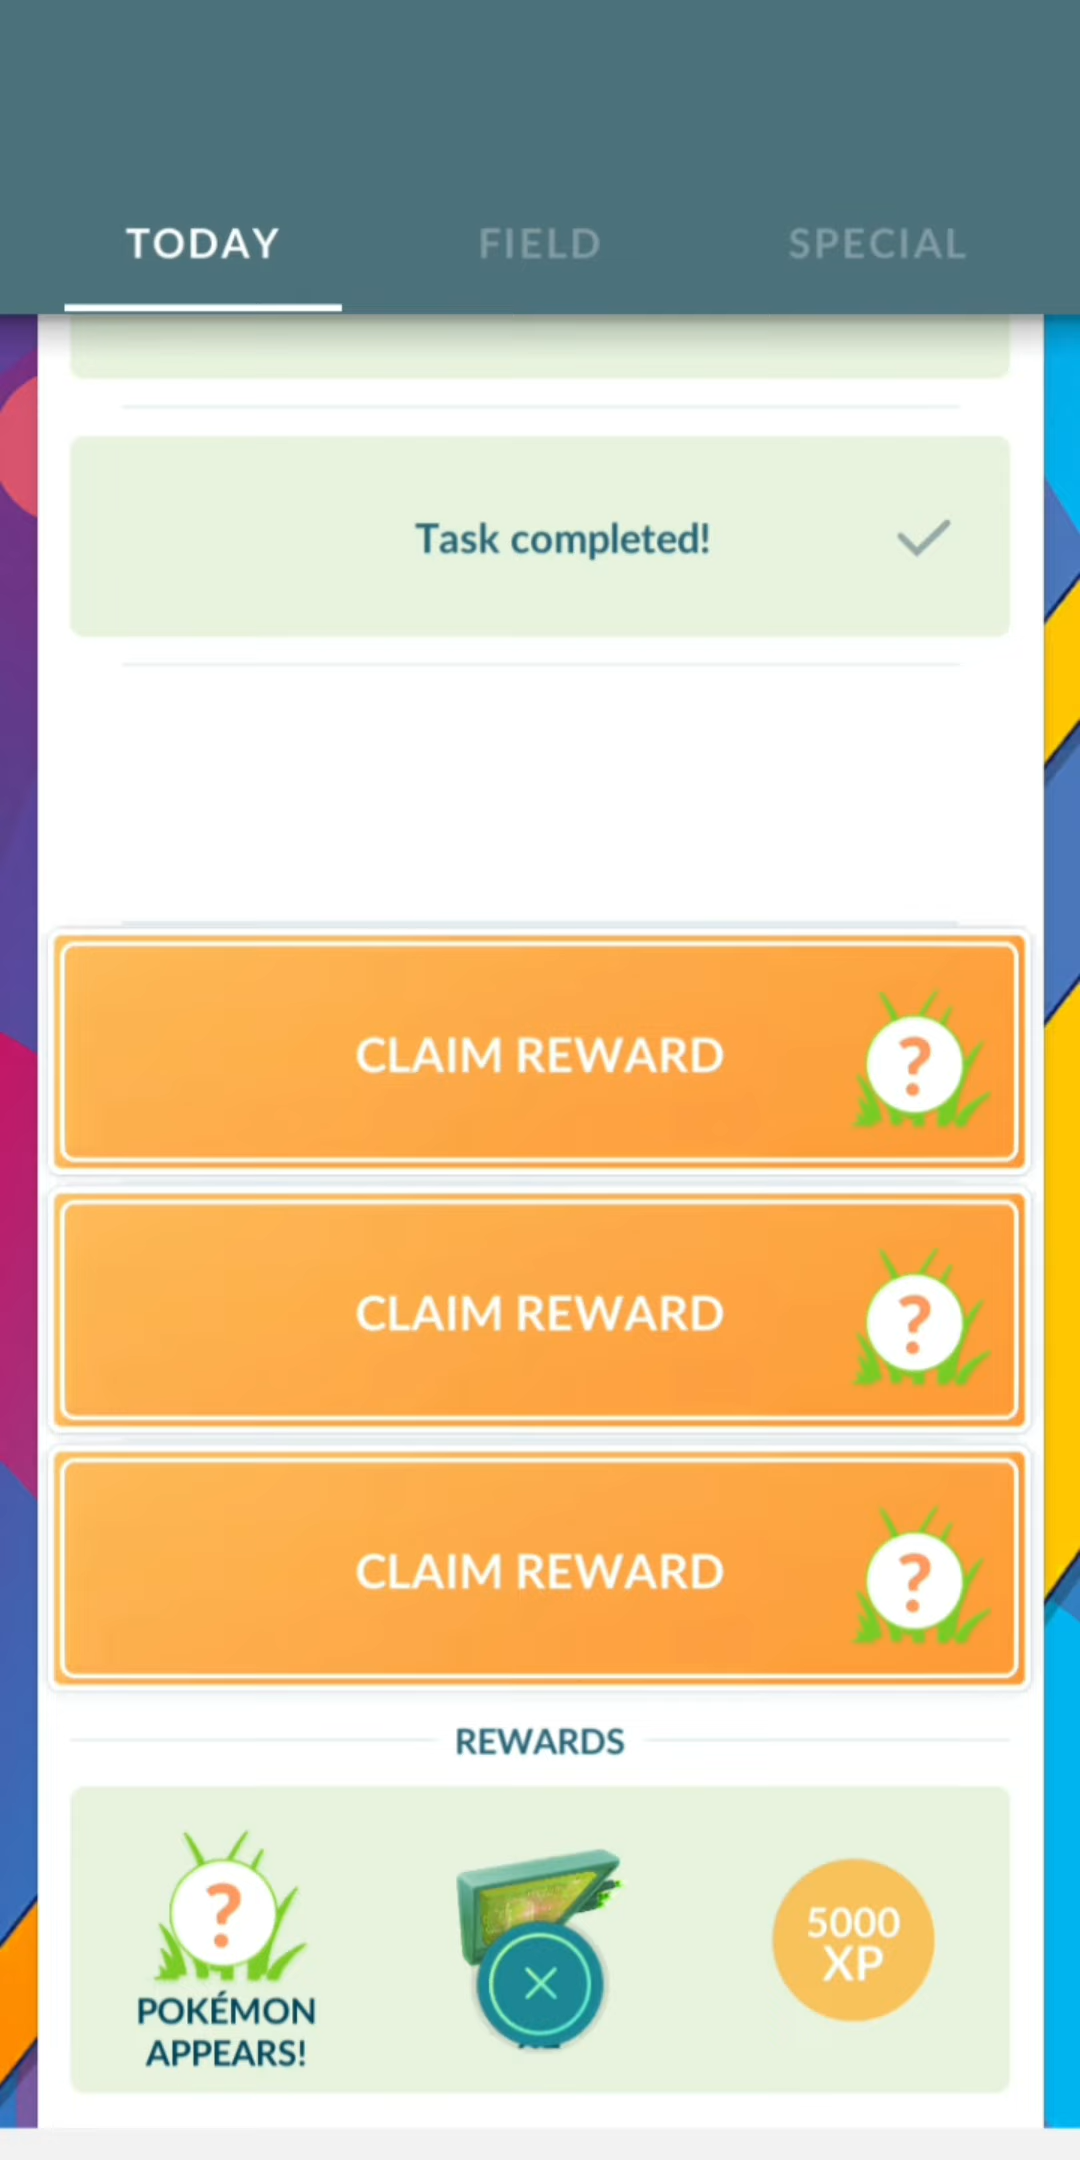 TODAY
FIELD
SPECIAL
Task completed!
CLAIM REWARD
?
CLAIM REWARD
?
CLAIM REWARD
?
REWARDS
?
POKÉMON
APPEARS!
5000
XP